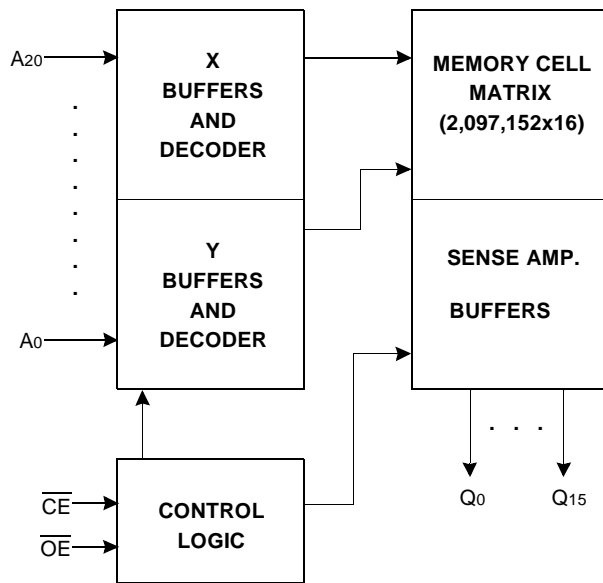 A20
X
BUFFERS
AND
DECODER
MEMORY CELL
MATRIX
(2,097,152x16)
Y
BUFFERS
AND
DECODER
SENSE AMP.
BUFFERS
A0
CE
OE
CONTROL
LOGIC
Q0
Q15